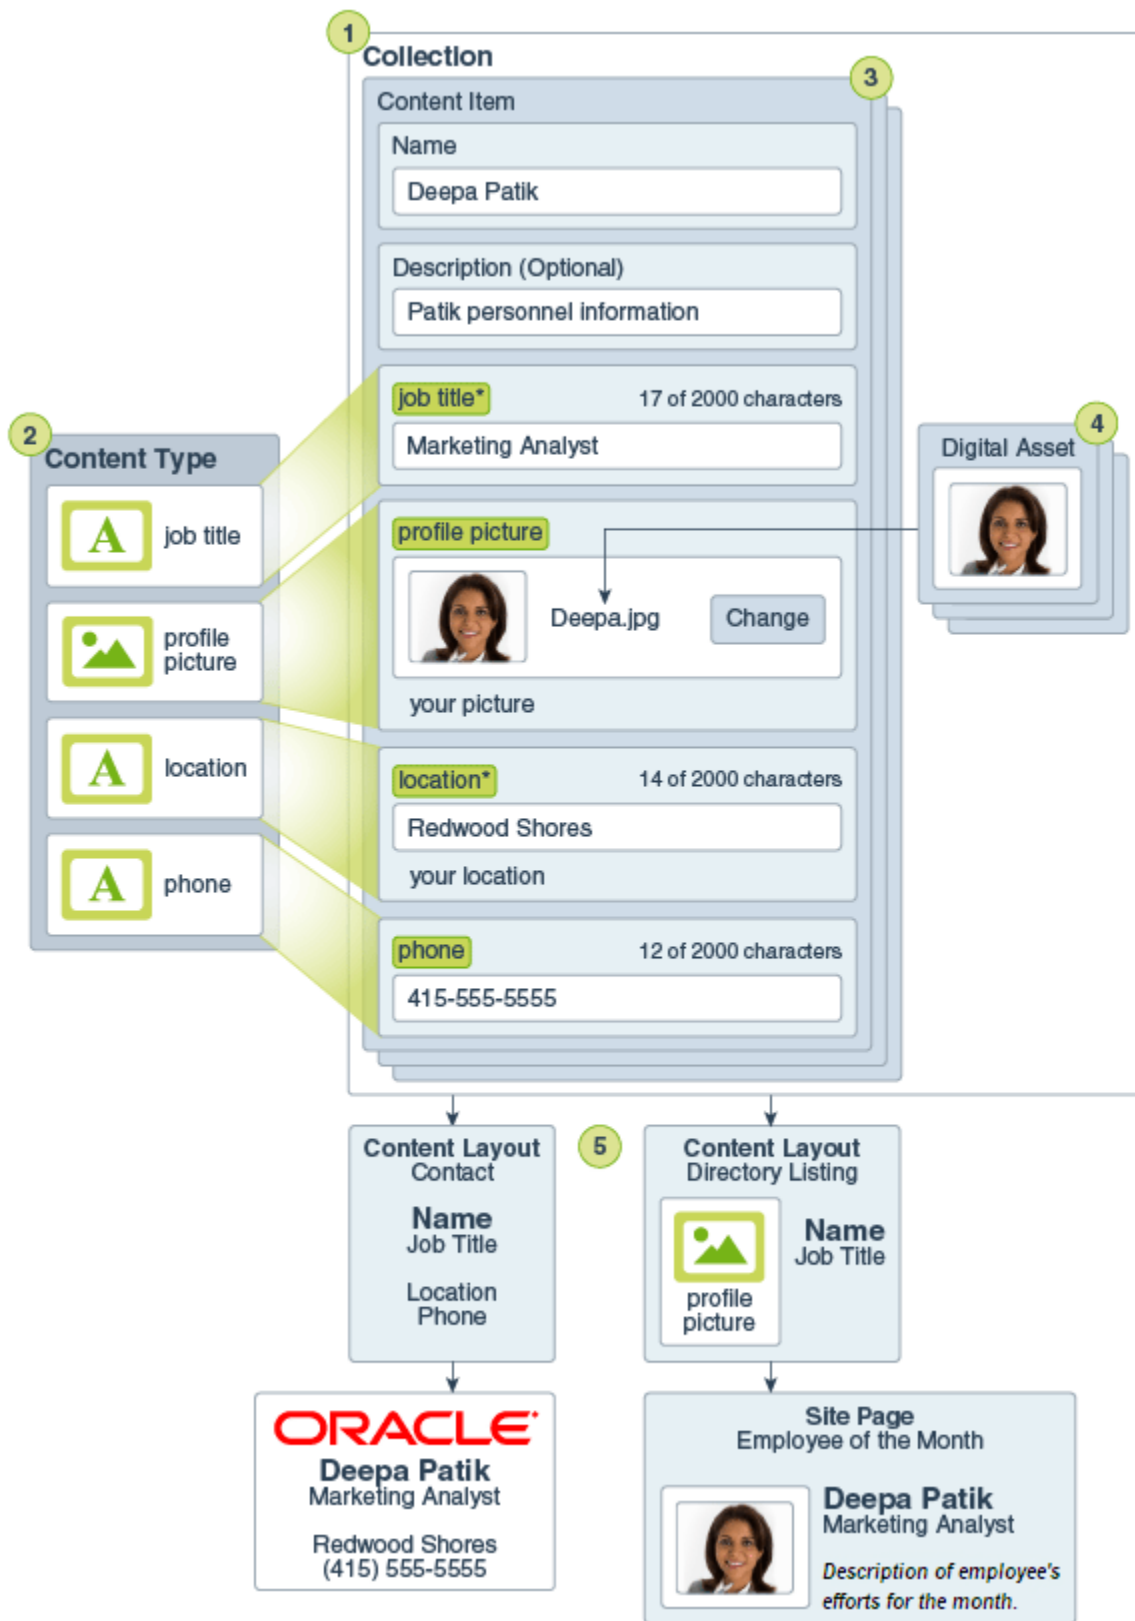 1
Collection
3
Content Item
Name
Deepa Patik
Description (Optional)
Patik personnel information
job title* 17 of 2000 characters
Marketing Analyst
profile picture
Deepa.jpg Change
your picture
location* 14 of 2000 characters
Redwood Shores
your location
phone 12 of 2000 characters
415-555-5555
2
Content Type
A job title
profile
picture
A location
A phone
4
Digital Asset
5
Content Layout
Contact
Name
Job Title
Location
Phone
Content Layout
Directory Listing
profile
picture
Name
Job Title
ORACLE
Deepa Patik
Marketing Analyst
Redwood Shores
(415) 555-5555
Site Page
Employee of the Month
Deepa Patik
Marketing Analyst
Description of employee's
efforts for the month.